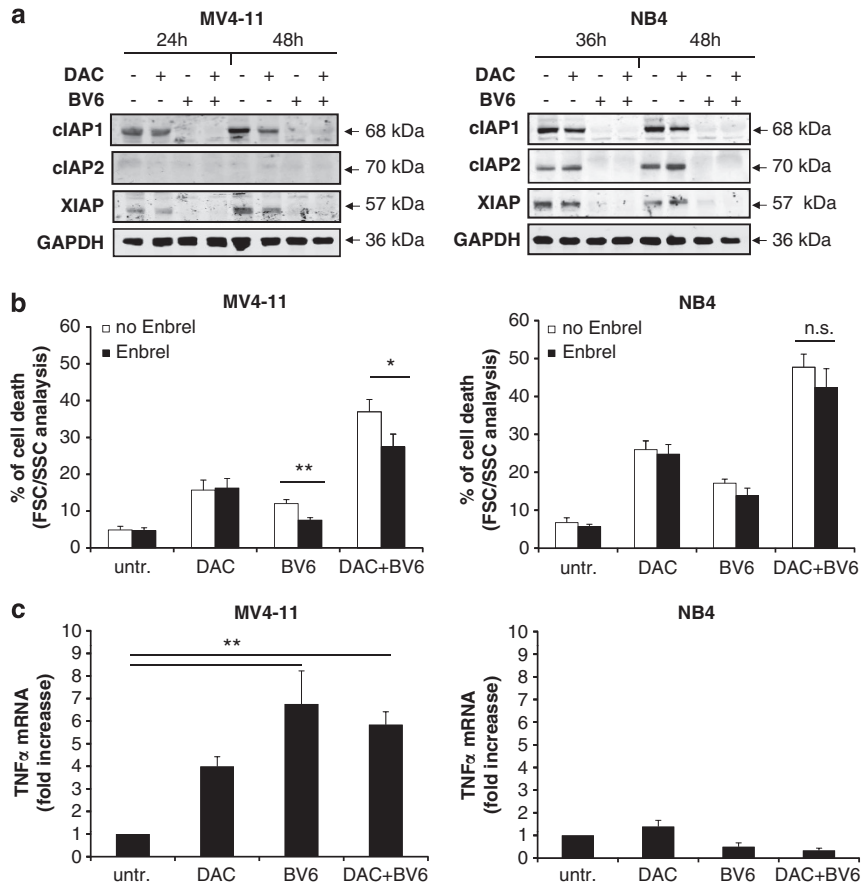 a
MV4-11
24h 48h
DAC - + - + - + - +
BV6 - - + + - - + +
cIAP1 68 kDa
cIAP2 70 kDa
XIAP 57 kDa
GAPDH 36 kDa
NB4
36h 48h
DAC - + - + - + - +
BV6 - - + + - - + +
cIAP1 68 kDa
cIAP2 70 kDa
XIAP 57 kDa
GAPDH 36 kDa
b
MV4-11
% of cell death
(FSC/SSC analaysis)
60
50
40
30
20
10
0
no Enbrel
Enbrel
**
*
untr. DAC BV6 DAC+BV6
NB4
% of cell death
(FSC/SSC analaysis)
60
50
40
30
20
10
0
no Enbrel
Enbrel
n.s.
untr. DAC BV6 DAC+BV6
c
MV4-11
TNFα mRNA
(fold increasse)
10
9
8
7
6
5
4
3
2
1
0
**
untr. DAC BV6 DAC+BV6
NB4
TNFα mRNA
(fold increasse)
10
9
8
7
6
5
4
3
2
1
0
untr. DAC BV6 DAC+BV6